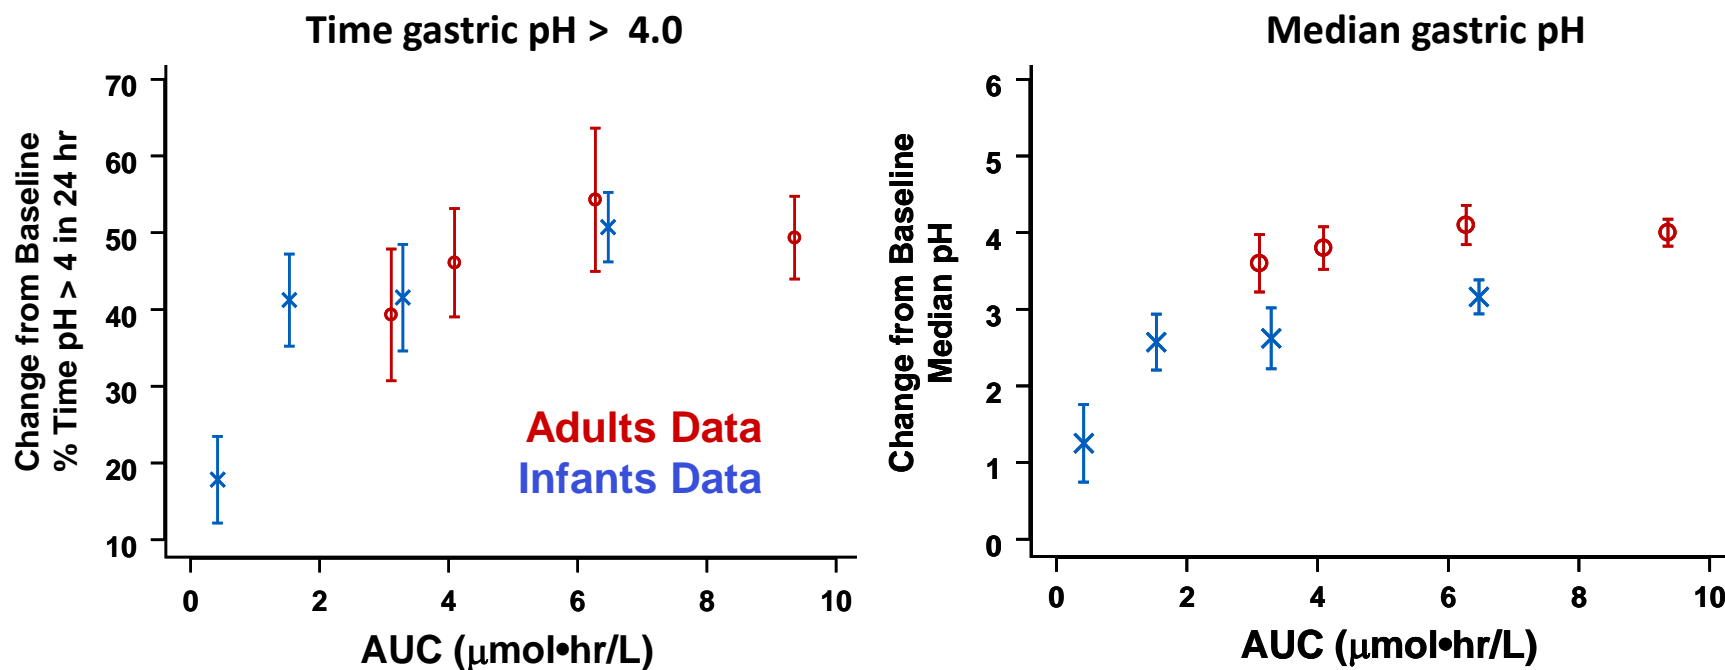 Time gastric pH >  4.0
Change from Baseline
% Time pH > 4 in 24 hr
70
60
50
40
30
20
10
Adults Data
Infants Data
0 2 4 6 8 10
AUC (μmol•hr/L)
Median gastric pH
Change from Baseline
Median pH
6
5
4
3
2
1
0
0 2 4 6 8 10
AUC (μmol•hr/L)